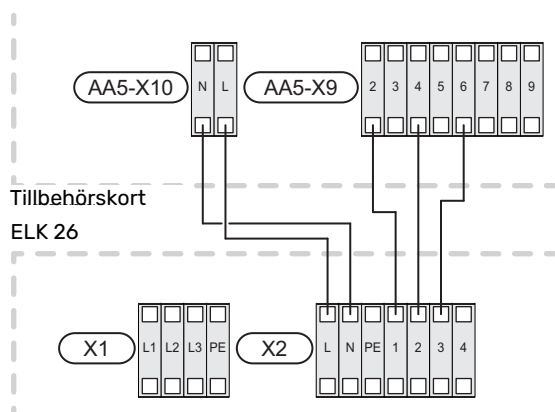 AA5-X10 N L AA5-X9 2 3 4 5 6 7 8 9
Tillbehörskort
ELK 26
X1 L1 L2 L3 PE X2 L N PE 1 2 3 4